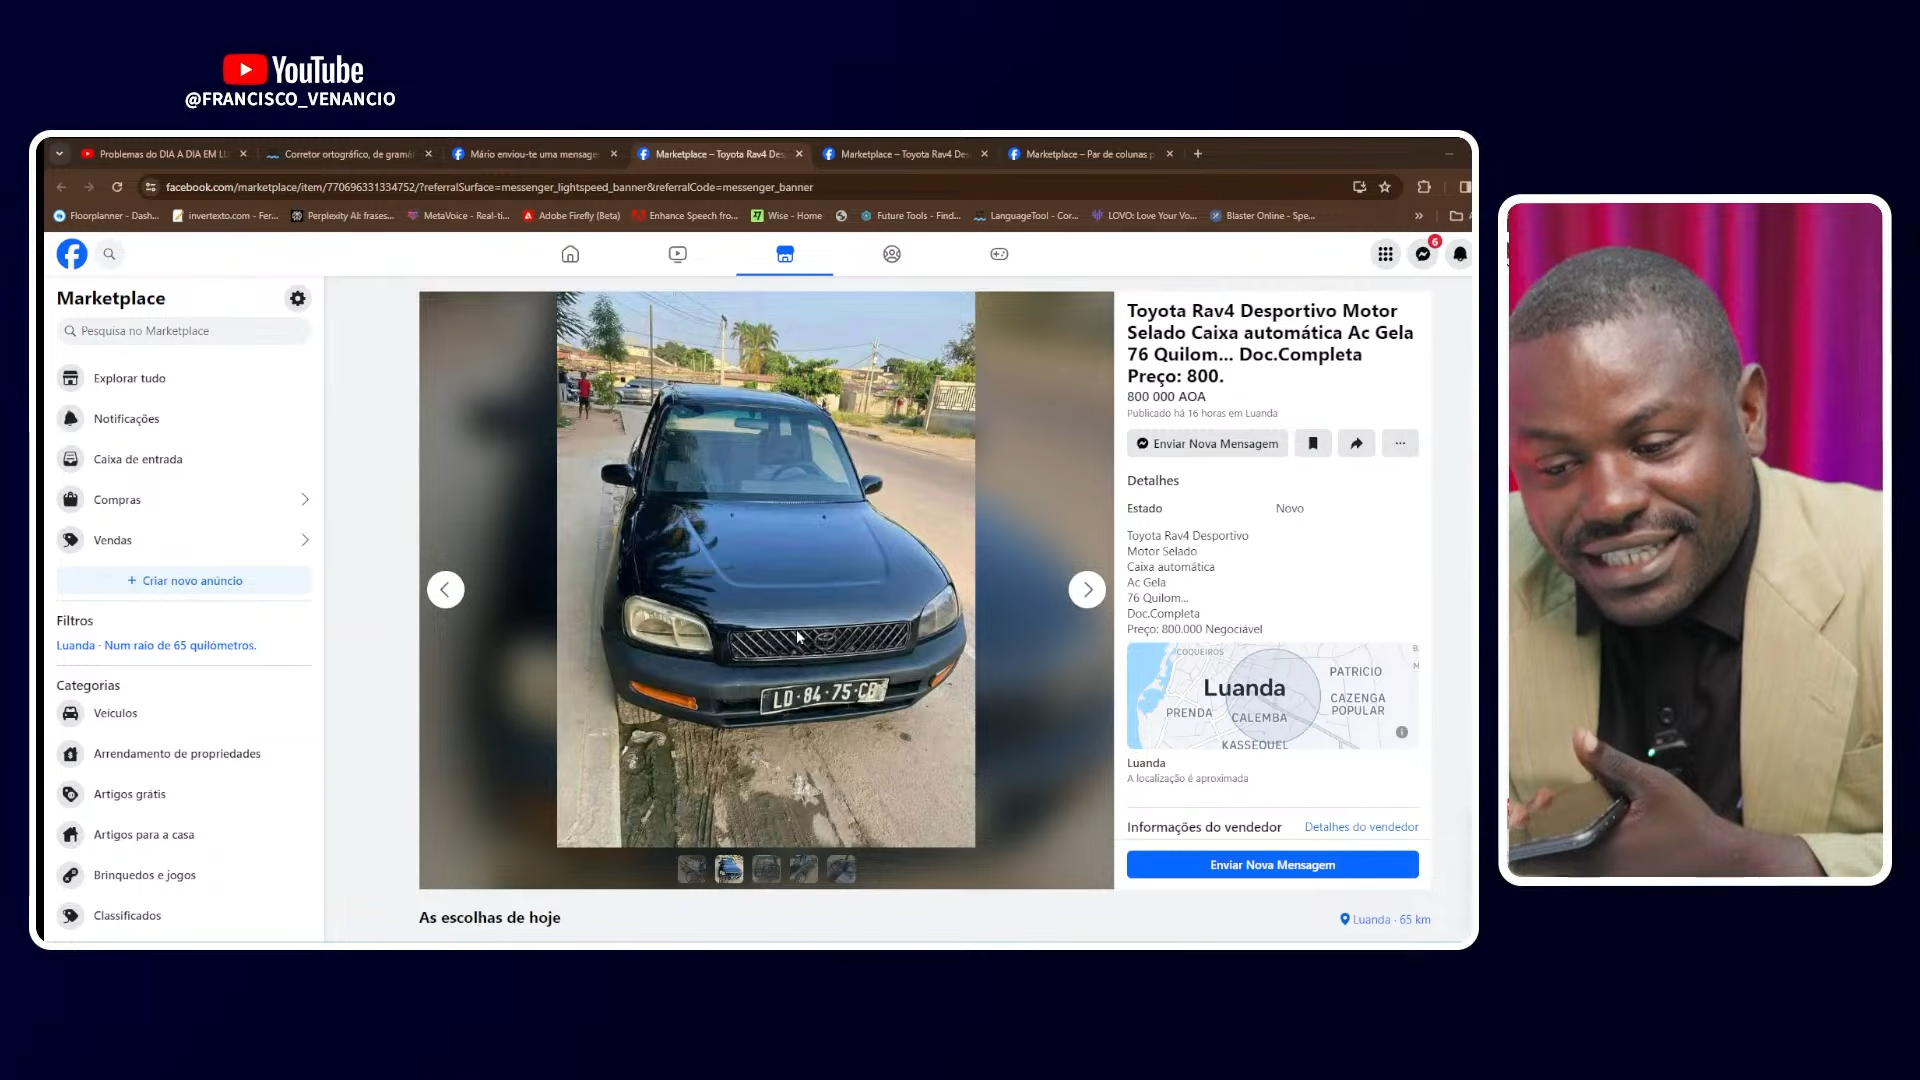 YouTube
@FRANCISCO_VENANCIO
Problemas do DIA A DIA EM LU
Corretor ortográfico, de gramá
Mário enviou-te uma mensage
Marketplace – Toyota Rav4 Des
Marketplace – Toyota Rav4 Des
Marketplace – Par de colunas p
facebook.com/marketplace/item/770696331334752/?referralSurface=messenger_lightspeed_banner&referralCode=messenger_banner
Floorplanner - Dash...
invertexto.com - Fer...
Perplexity AI: frases...
MetaVoice - Real-ti...
Adobe Firefly (Beta)
Enhance Speech fro...
Wise - Home
Future Tools - Find...
LanguageTool - Cor...
LOVO: Love Your Vo...
Blaster Online - Spe...
6
Marketplace
Pesquisa no Marketplace
Explorar tudo
Notificações
Caixa de entrada
Compras
Vendas
+ Criar novo anúncio
Filtros
Luanda · Num raio de 65 quilómetros.
Categorias
Veículos
Arrendamento de propriedades
Artigos grátis
Artigos para a casa
Brinquedos e jogos
Classificados
LD·84·75·CB
Toyota Rav4 Desportivo Motor
Selado Caixa automática Ac Gela
76 Quilom... Doc.Completa
Preço: 800.
800 000 AOA
Publicado há 16 horas em Luanda
Enviar Nova Mensagem
Detalhes
Estado Novo
Toyota Rav4 Desportivo
Motor Selado
Caixa automática
Ac Gela
76 Quilom...
Doc.Completa
Preço: 800.000 Negociável
COQUEIROS
PATRICIO
Luanda
CAZENGA
POPULAR
PRENDA
CALEMBA
KASSEQUEL
Luanda
A localização é aproximada
Informações do vendedor
Detalhes do vendedor
Enviar Nova Mensagem
As escolhas de hoje
Luanda · 65 km